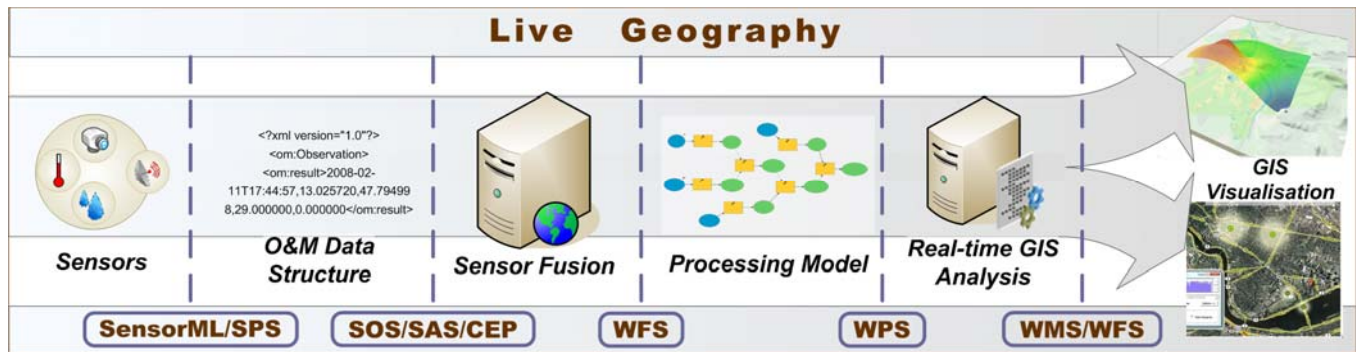 Live Geography
<?xml version="1.0"?>
<om:Observation>
<om:result>2008-02-
11T17:44:57,13.025720,47.79499
8,29.000000,0.000000</om:result>
Sensors
O&M Data
Structure
Sensor Fusion
Processing Model
Real-time GIS
Analysis
GIS
Visualisation
SensorML/SPS
SOS/SAS/CEP
WFS
WPS
WMS/WFS